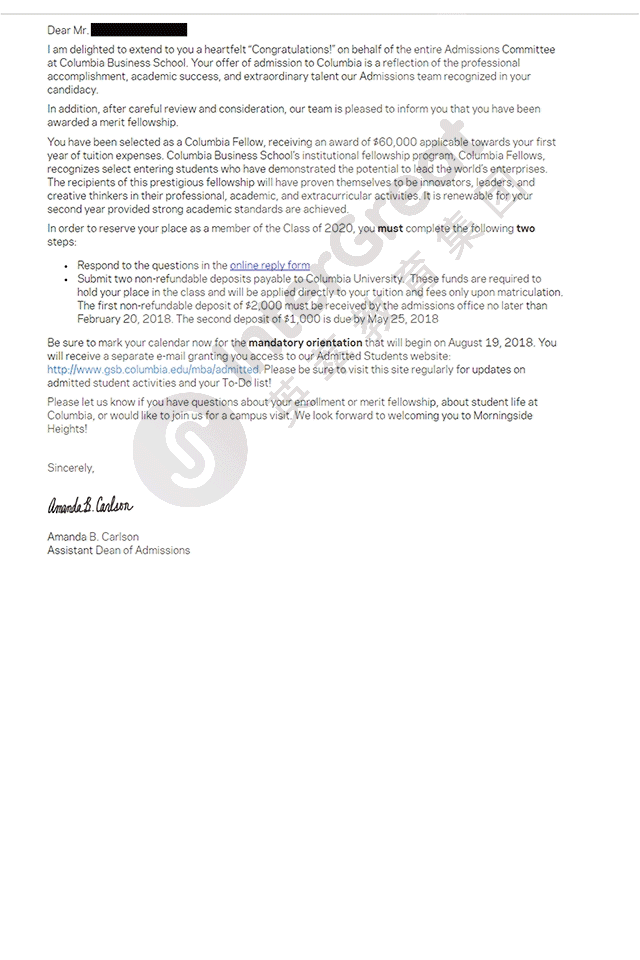 Dear Mr.
I am delighted to extend to you a heartfelt “Congratulations!” on behalf of the entire Admissions Committee
at Columbia Business School. Your offer of admission to Columbia is a reflection of the professional
accomplishment, academic success, and extraordinary talent our Admissions team recognized in your
candidacy.
In addition, after careful review and consideration, our team is pleased to inform you that you have been
awarded a merit fellowship.
You have been selected as a Columbia Fellow, receiving an award of $60,000 applicable towards your first
year of tuition expenses. Columbia Business School’s institutional fellowship program, Columbia Fellows,
recognizes select entering students who have demonstrated the potential to lead the world’s enterprises.
The recipients of this prestigious fellowship will have proven themselves to be innovators, leaders, and
creative thinkers in their professional, academic, and extracurricular activities. It is renewable for your
second year provided strong academic standards are achieved.
In order to reserve your place as a member of the Class of 2020, you must complete the following two
steps:
• Respond to the questions in the online reply form
• Submit two non-refundable deposits payable to Columbia University. These funds are required to
hold your place in the class and will be applied directly to your tuition and fees only upon matriculation.
The first non-refundable deposit of $2,000 must be received by the admissions office no later than
February 20, 2018. The second deposit of $1,000 is due by May 25, 2018
Be sure to mark your calendar now for the mandatory orientation that will begin on August 19, 2018. You
will receive a separate e-mail granting you access to our Admitted Students website:
http://www.gsb.columbia.edu/mba/admitted. Please be sure to visit this site regularly for updates on
admitted student activities and your To-Do list!
Please let us know if you have questions about your enrollment or merit fellowship, about student life at
Columbia, or would like to join us for a campus visit. We look forward to welcoming you to Morningside
Heights!
Sincerely,
Amanda B. Carlson
Amanda B. Carlson
Assistant Dean of Admissions
InterGreat
英萃教育集团